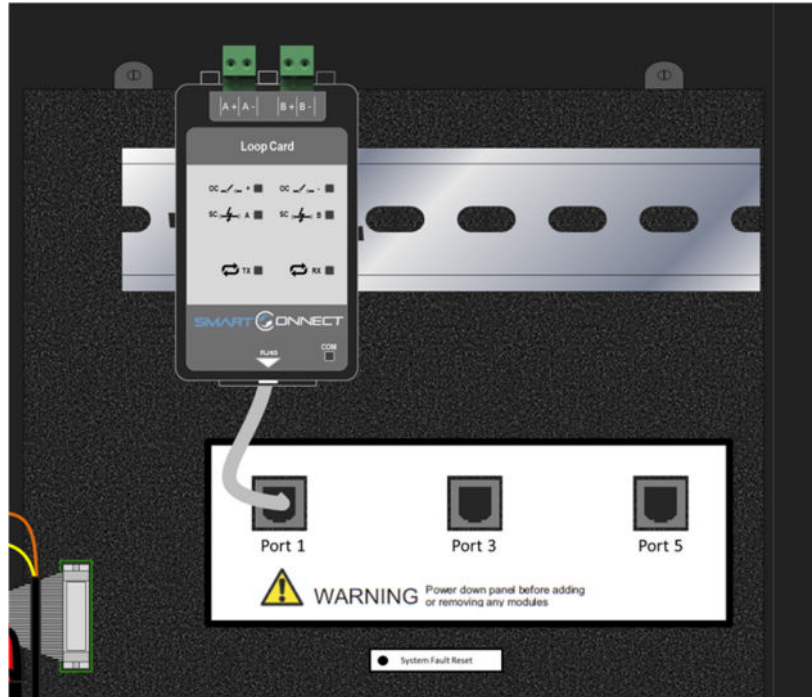 A+ A- B+ B-
Loop Card
OC + OC -
SC A SC B
TX RX
SMART CONNECT
COM
RJ45
Port 1 Port 3 Port 5
WARNING Power down panel before adding
or removing any modules
System Fault Reset